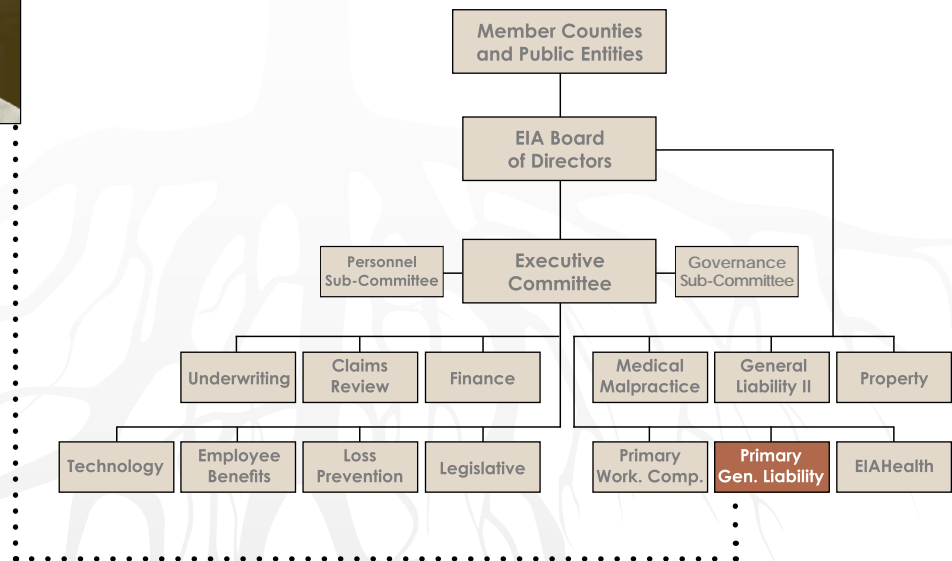 Member Counties
and Public Entities
EIA Board
of Directors
Personnel
Sub-Committee
Executive
Committee
Governance
Sub-Committee
Underwriting
Claims
Review
Finance
Medical
Malpractice
General
Liability II
Property
Technology
Employee
Benefits
Loss
Prevention
Legislative
Primary
Work. Comp.
Primary
Gen. Liability
EIAHealth